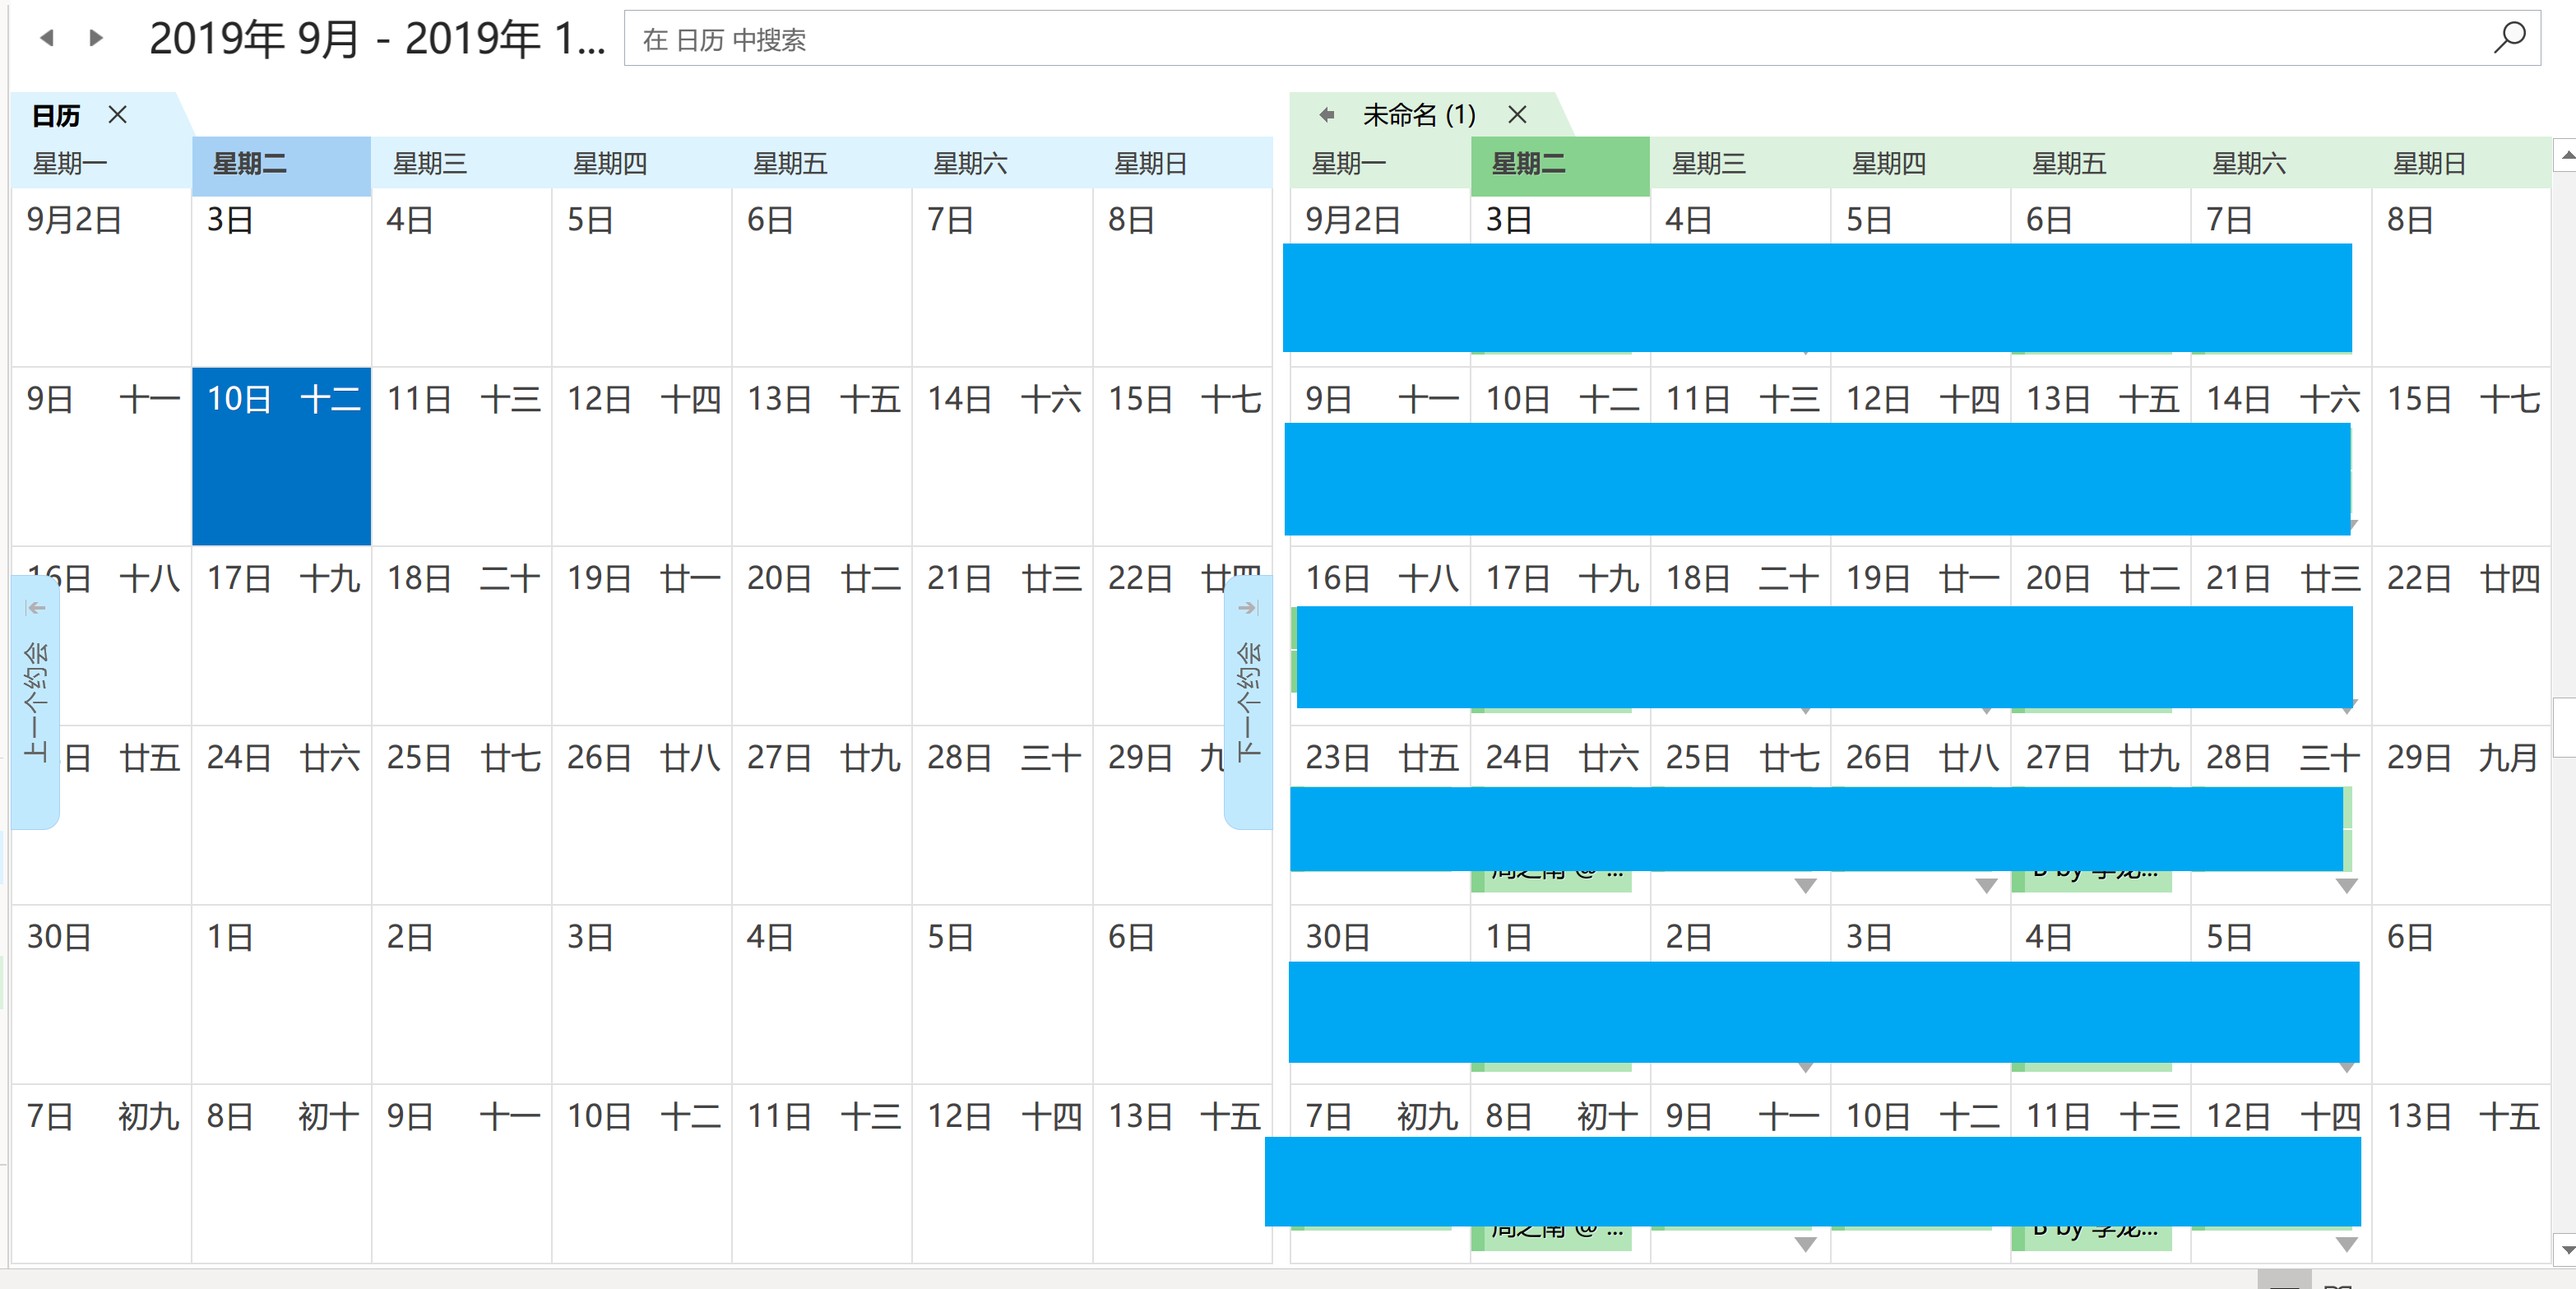 2019年 9月 - 2019年 1...
在 日历 中搜索
日历
星期一 星期二 星期三 星期四 星期五 星期六 星期日
9月2日 3日 4日 5日 6日 7日 8日
9日 十一 10日 十二 11日 十三 12日 十四 13日 十五 14日 十六 15日 十七
16日 十八 17日 十九 18日 二十 19日 廿一 20日 廿二 21日 廿三 22日 廿四
日 廿五 24日 廿六 25日 廿七 26日 廿八 27日 廿九 28日 三十 29日 九
30日 1日 2日 3日 4日 5日 6日
7日 初九 8日 初十 9日 十一 10日 十二 11日 十三 12日 十四 13日 十五
上一个约会
下一个约会
未命名 (1)
星期一 星期二 星期三 星期四 星期五 星期六 星期日
9月2日 3日 4日 5日 6日 7日 8日
9日 十一 10日 十二 11日 十三 12日 十四 13日 十五 14日 十六 15日 十七
16日 十八 17日 十九 18日 二十 19日 廿一 20日 廿二 21日 廿三 22日 廿四
23日 廿五 24日 廿六 25日 廿七 26日 廿八 27日 廿九 28日 三十 29日 九月
30日 1日 2日 3日 4日 5日 6日
7日 初九 8日 初十 9日 十一 10日 十二 11日 十三 12日 十四 13日 十五